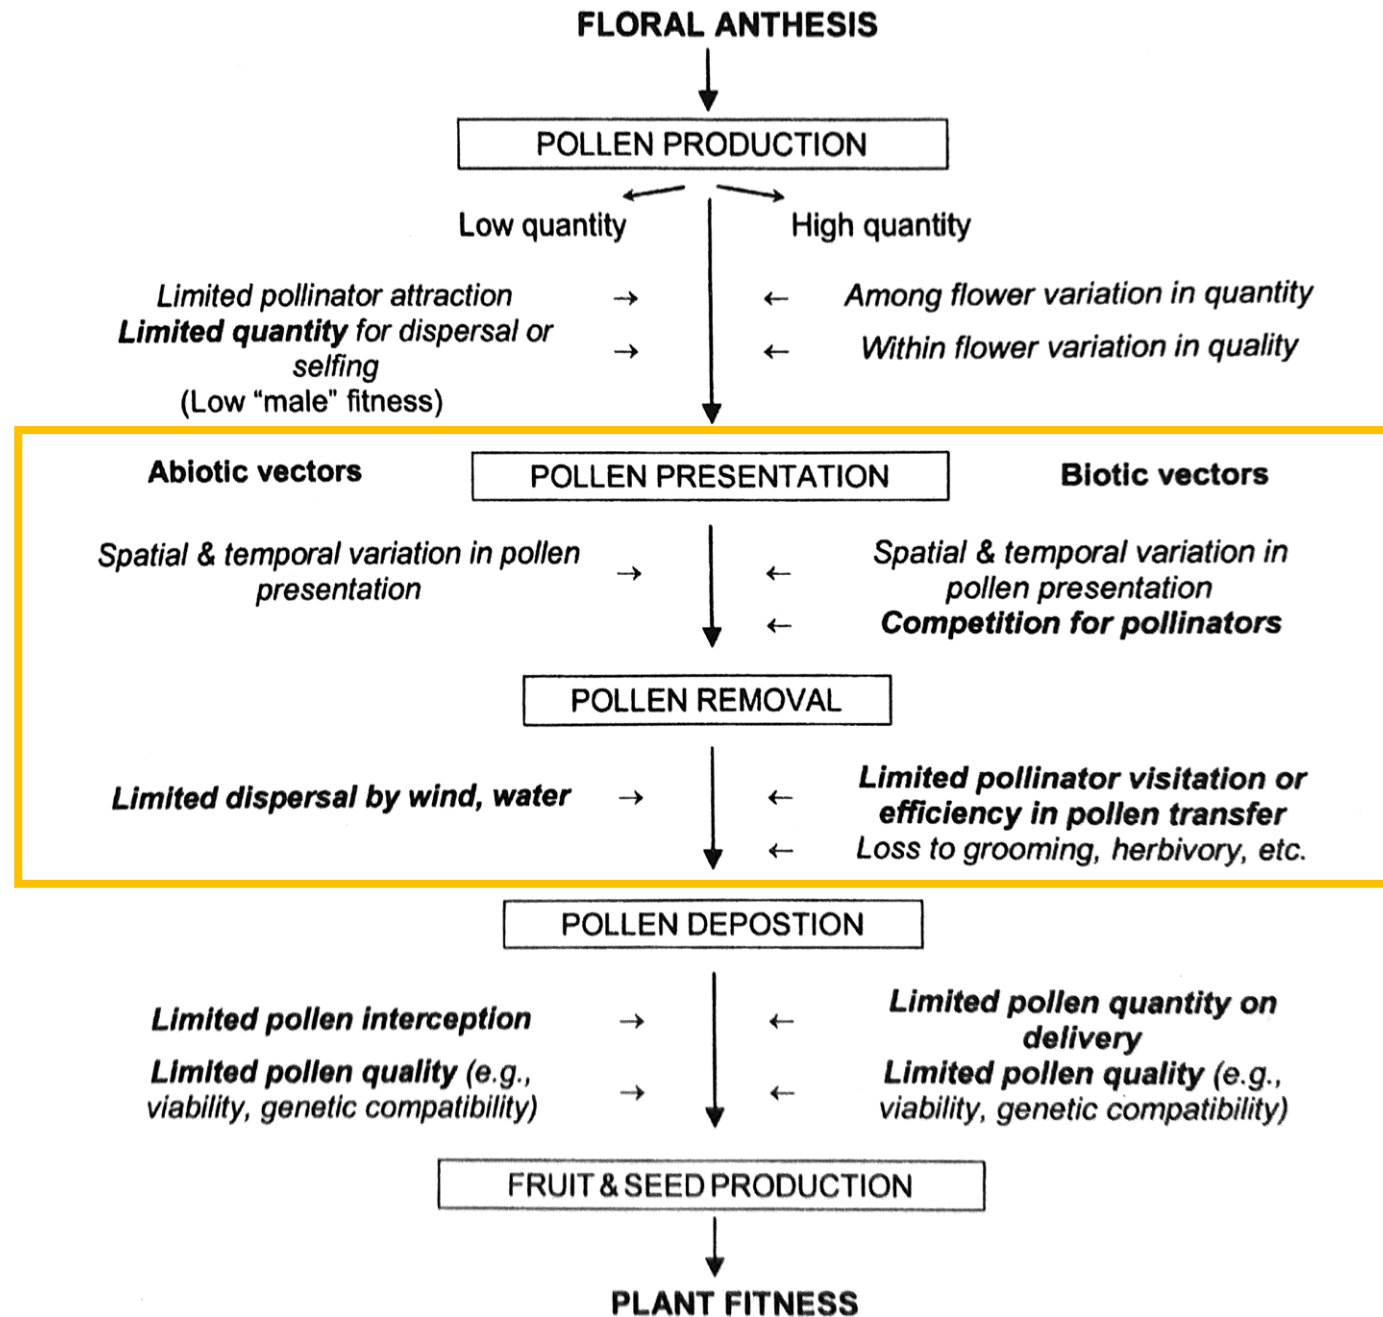 FLORAL ANTHESIS
POLLEN PRODUCTION
Low quantity
High quantity
Limited pollinator attraction
Limited quantity for dispersal or
selfing
(Low “male” fitness)
Among flower variation in quantity
Within flower variation in quality
Abiotic vectors
POLLEN PRESENTATION
Biotic vectors
Spatial & temporal variation in pollen
presentation
Spatial & temporal variation in
pollen presentation
Competition for pollinators
POLLEN REMOVAL
Limited dispersal by wind, water
Limited pollinator visitation or
efficiency in pollen transfer
Loss to grooming, herbivory, etc.
POLLEN DEPOSTION
Limited pollen interception
Limited pollen quality (e.g.,
viability, genetic compatibility)
Limited pollen quantity on
delivery
Limited pollen quality (e.g.,
viability, genetic compatibility)
FRUIT & SEED PRODUCTION
PLANT FITNESS